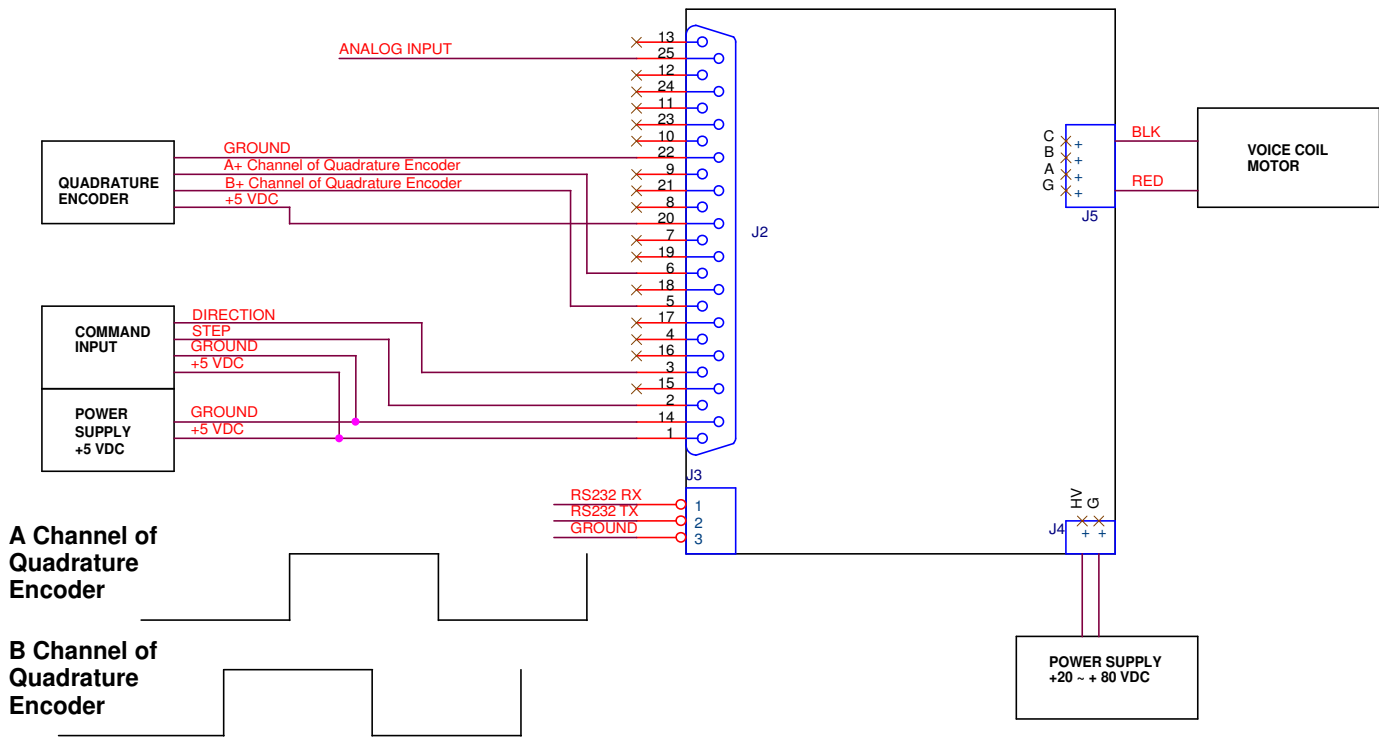 ANALOG INPUT
13
25
12
24
11
23
10
22
9
21
8
20
7
19
6
18
5
17
4
16
3
15
2
14
1
J2
QUADRATURE
ENCODER
GROUND
A+ Channel of Quadrature Encoder
B+ Channel of Quadrature Encoder
+5 VDC
COMMAND
INPUT
DIRECTION
STEP
GROUND
+5 VDC
POWER
SUPPLY
+5 VDC
GROUND
+5 VDC
C
B
A
G
+
+
+
+
J5
BLK
RED
VOICE COIL
MOTOR
J3
RS232 RX
RS232 TX
GROUND
1
2
3
HV
G
J4
+
+
POWER SUPPLY
+20 ~ + 80 VDC
A Channel of
Quadrature
Encoder
B Channel of
Quadrature
Encoder